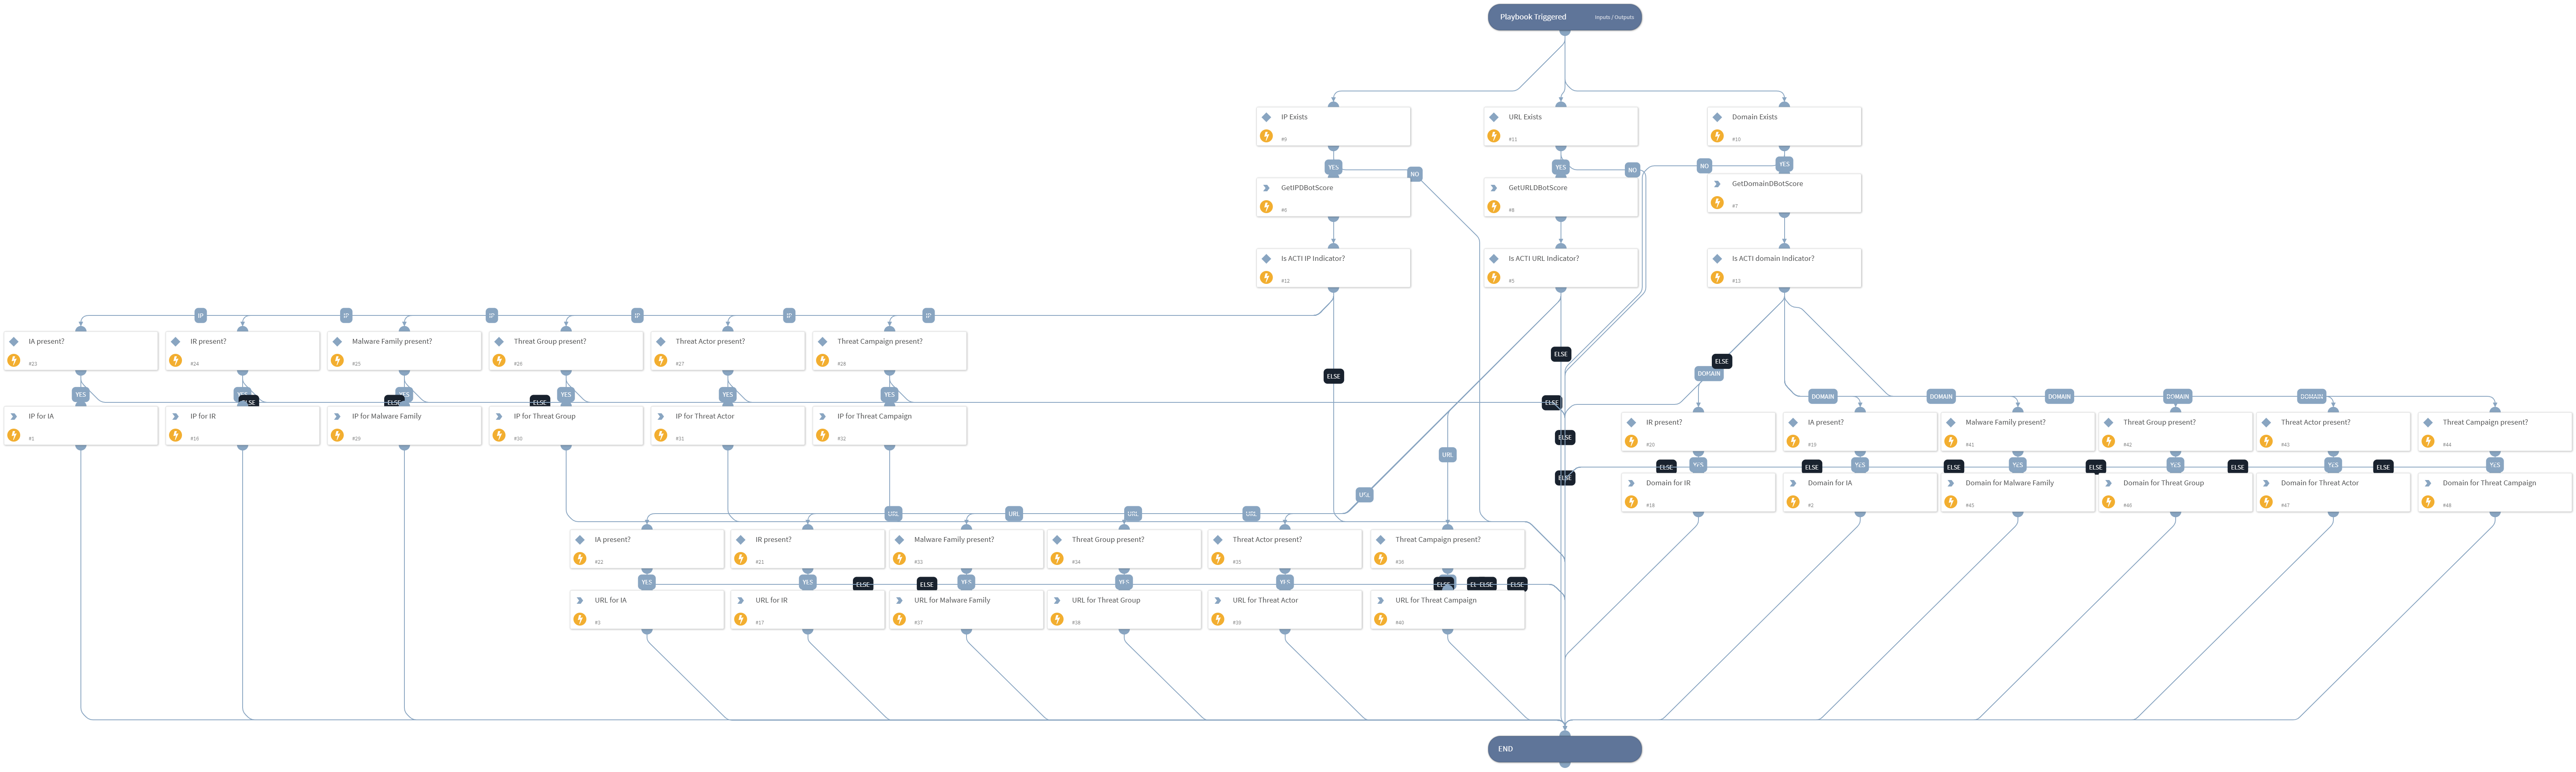 Playbook Triggered Inputs / Outputs
IP Exists
#9
URL Exists
#11
Domain Exists
#10
YES
NO
YES
NO
NO
YES
GetIPDBotScore
#6
GetURLDBotScore
#8
GetDomainDBotScore
#7
Is ACTI IP Indicator?
#12
Is ACTI URL Indicator?
#5
Is ACTI domain Indicator?
#13
IP
IP
IP
IP
IP
IP
ELSE
ELSE
ELSE
DOMAIN
IA present?
#23
IR present?
#24
Malware Family present?
#25
Threat Group present?
#26
Threat Actor present?
#27
Threat Campaign present?
#28
YES
ELSE
YES
ELSE
YES
ELSE
YES
YES
YES
ELSE
DOMAIN
DOMAIN
DOMAIN
DOMAIN
DOMAIN
IP for IA
#1
IP for IR
#16
IP for Malware Family
#29
IP for Threat Group
#30
IP for Threat Actor
#31
IP for Threat Campaign
#32
ELSE
URL
IR present?
#20
IA present?
#19
Malware Family present?
#41
Threat Group present?
#42
Threat Actor present?
#43
Threat Campaign present?
#44
ELSE
ELSE
YES
ELSE
YES
ELSE
YES
ELSE
YES
ELSE
YES
ELSE
YES
Domain for IR
#18
Domain for IA
#2
Domain for Malware Family
#45
Domain for Threat Group
#46
Domain for Threat Actor
#47
Domain for Threat Campaign
#48
URL
URL
URL
URL
URL
IA present?
#22
IR present?
#21
Malware Family present?
#33
Threat Group present?
#34
Threat Actor present?
#35
Threat Campaign present?
#36
YES
YES
ELSE
ELSE
YES
YES
YES
ELSE
ELSE
ELSE
URL for IA
#3
URL for IR
#17
URL for Malware Family
#37
URL for Threat Group
#38
URL for Threat Actor
#39
URL for Threat Campaign
#40
END